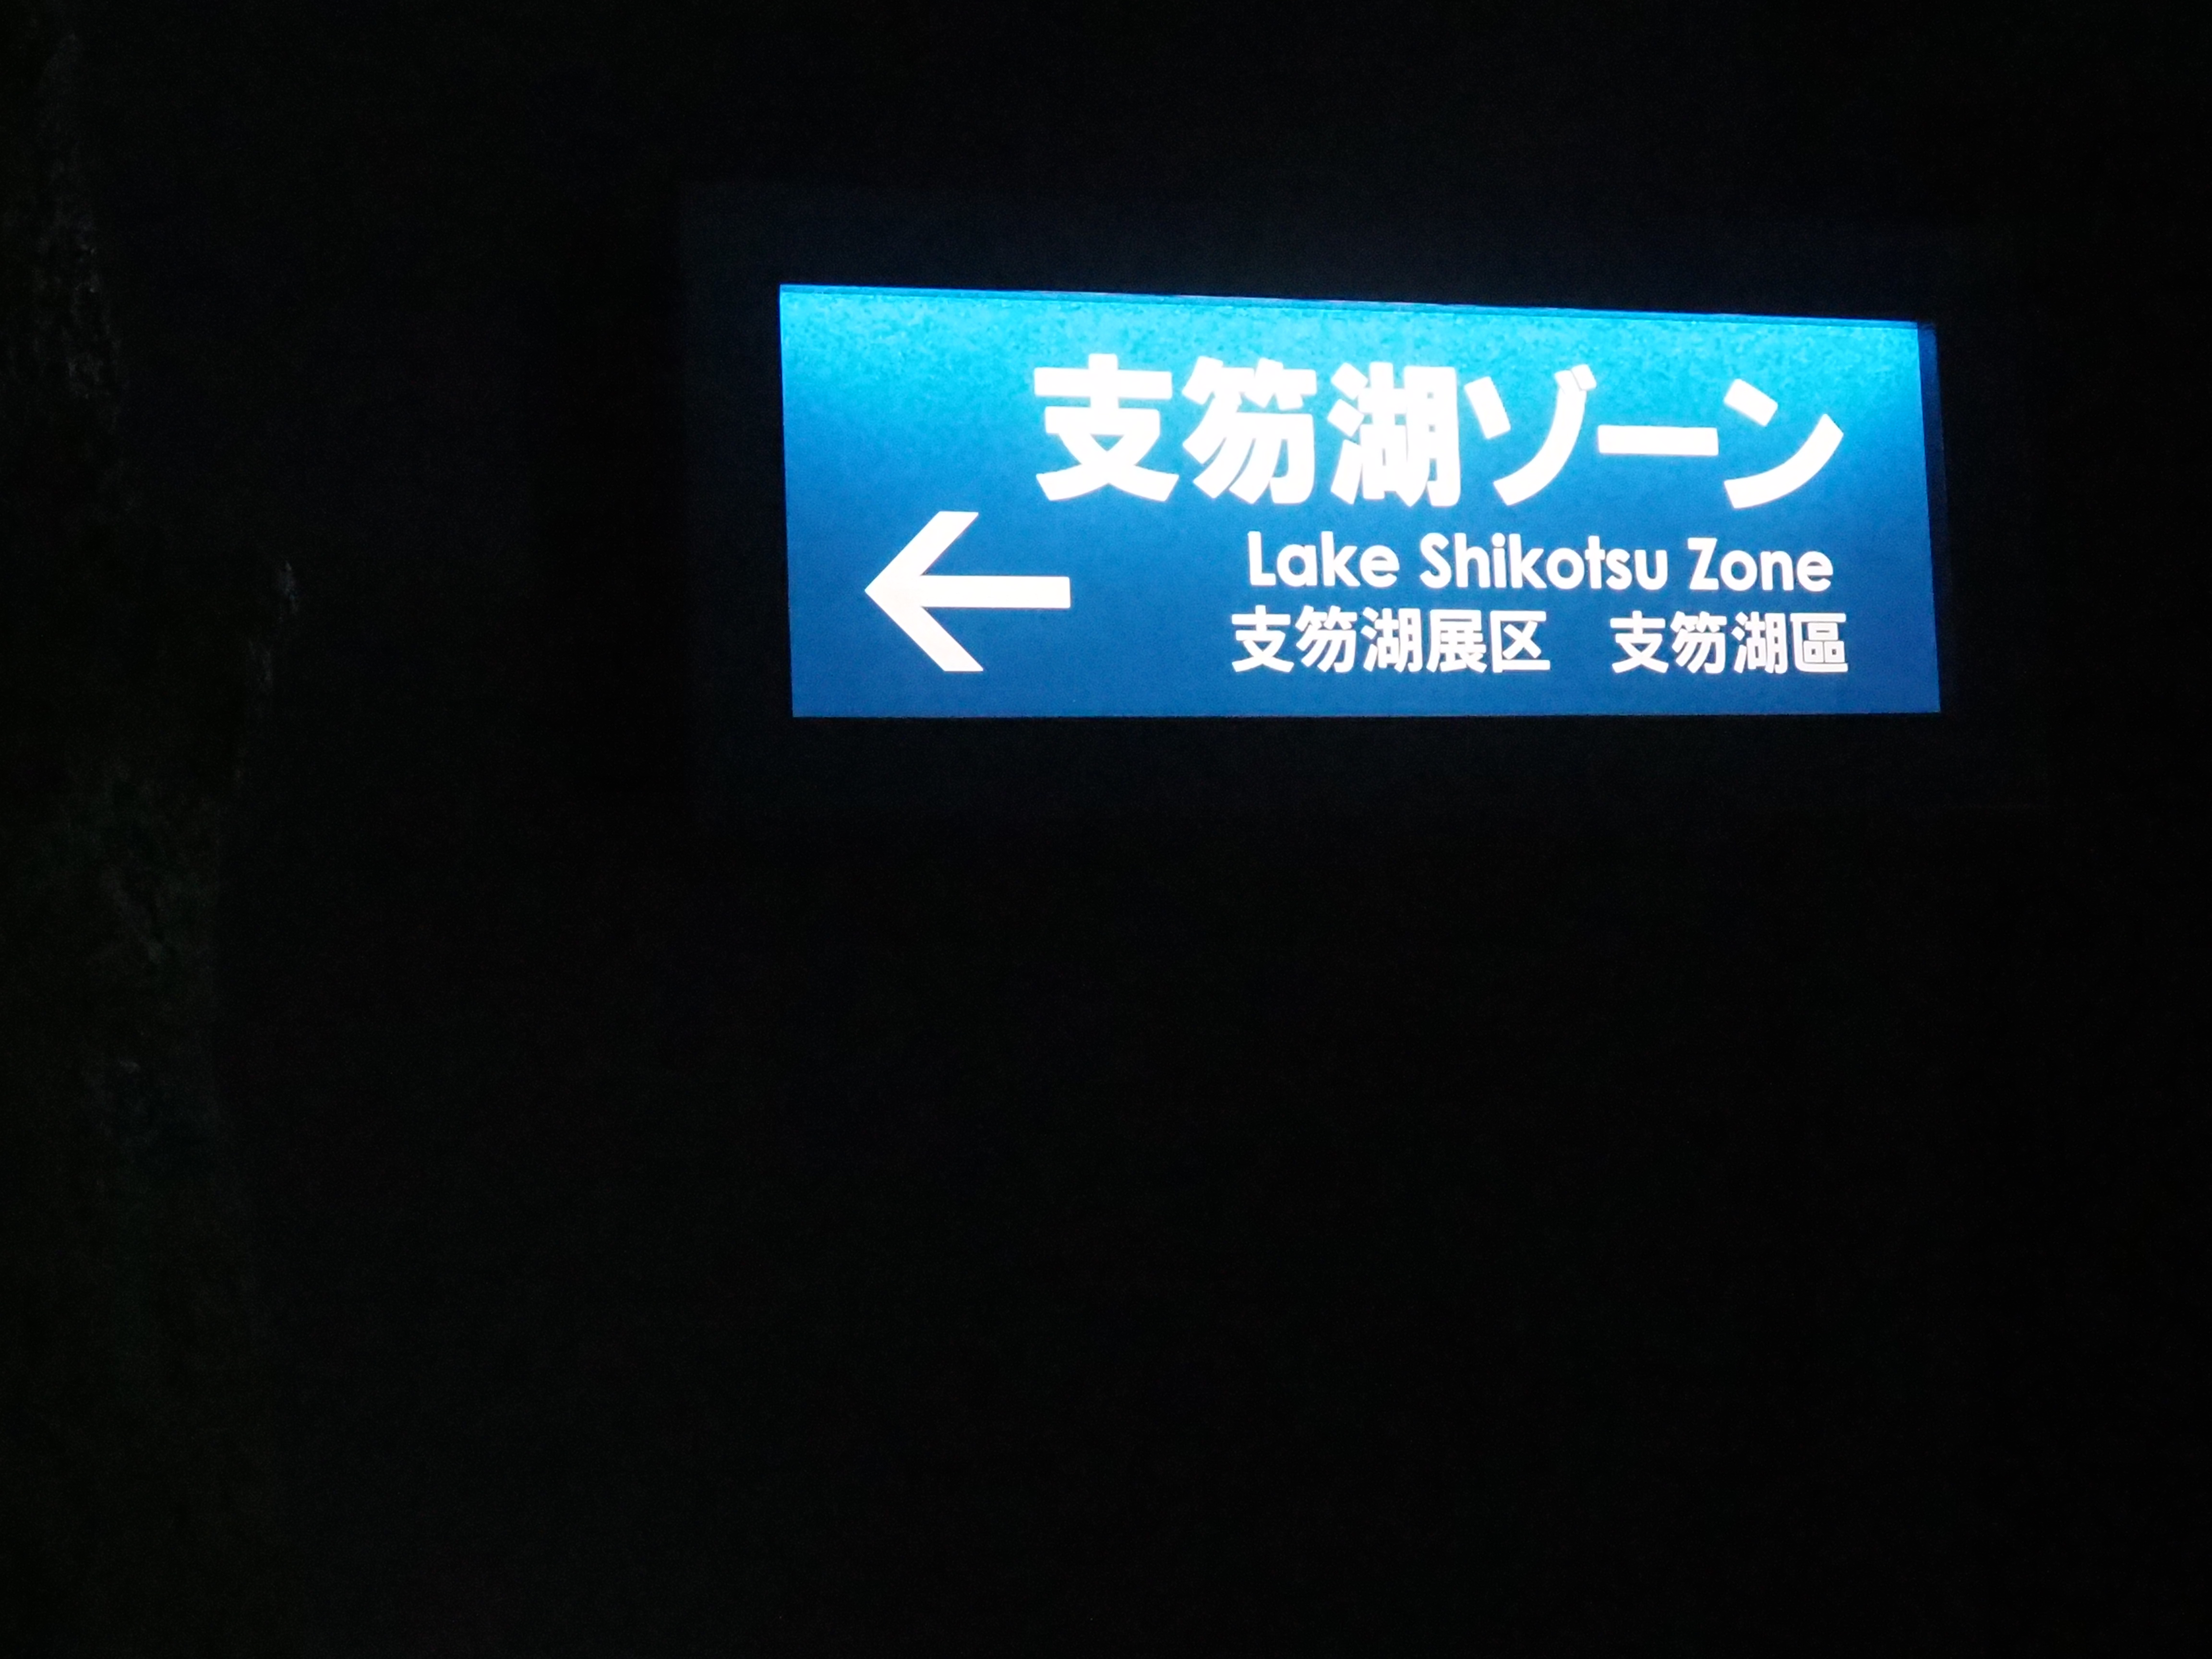 支笏湖ゾーン
Lake Shikotsu Zone
支笏湖展区　支笏湖區